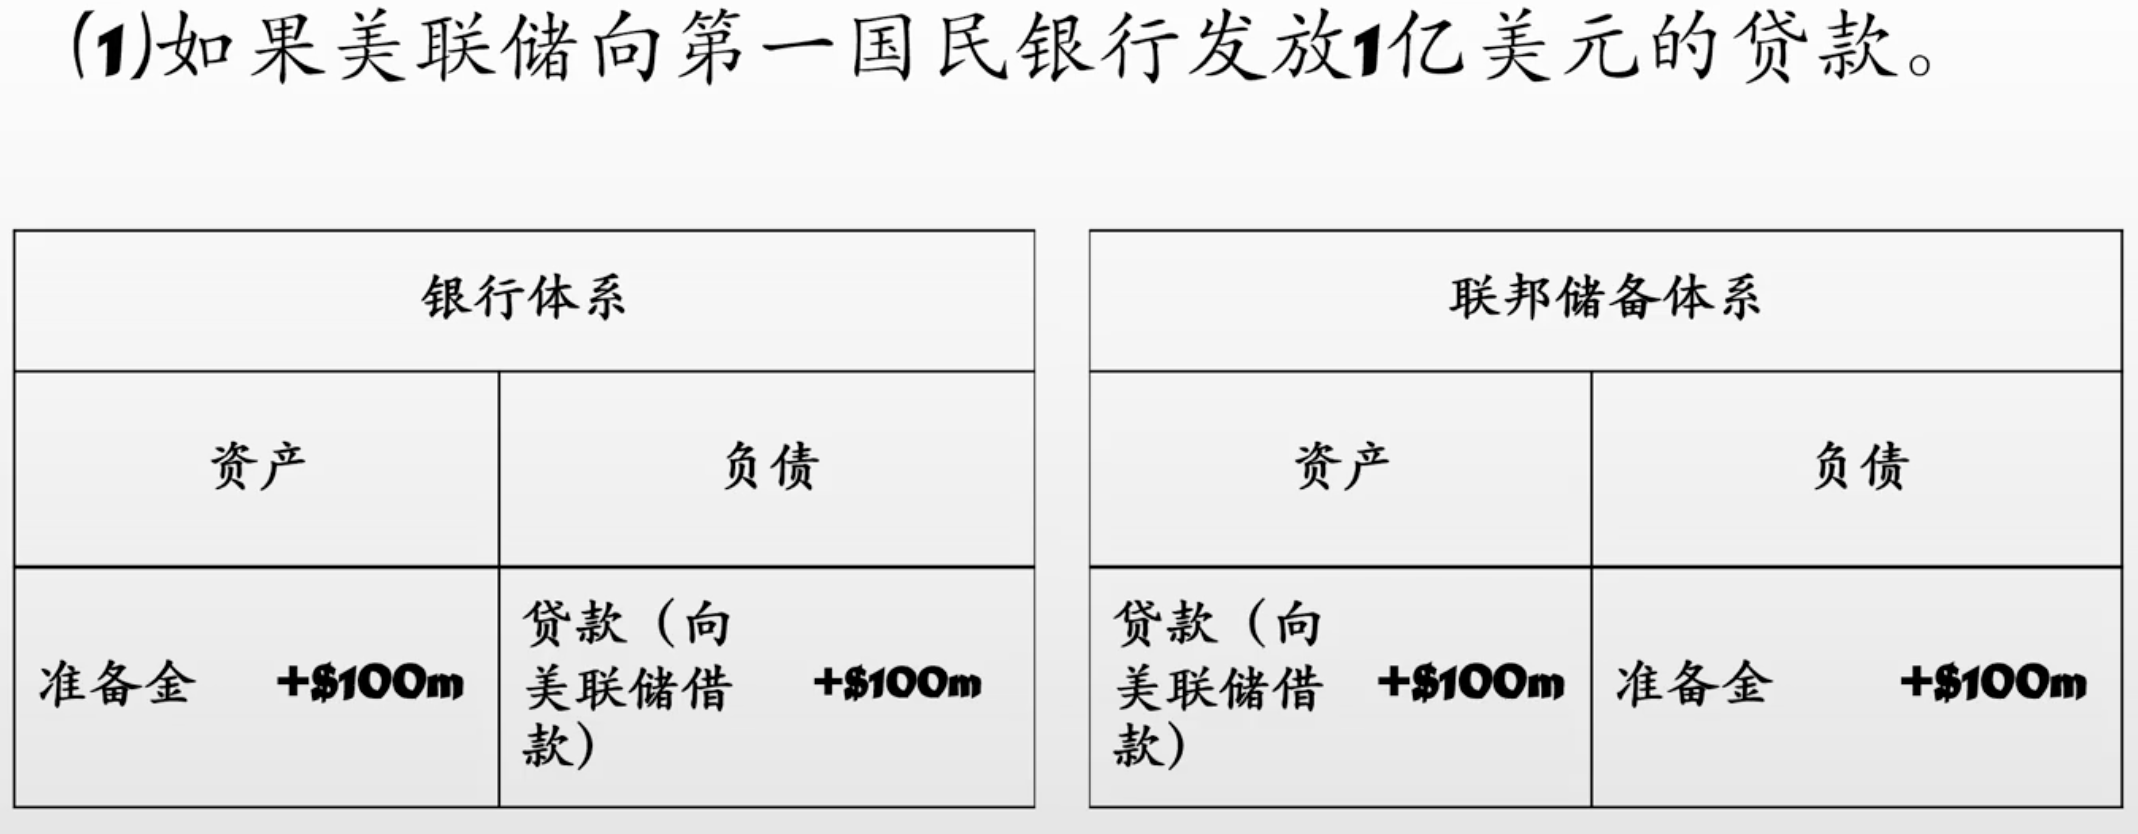 (1)如果美联储向第一国民银行发放1亿美元的贷款。
银行体系
资产 负债
准备金 +$100m
贷款（向
美联储借
款）
+$100m
联邦储备体系
资产 负债
贷款（向
美联储借
款）
+$100m
准备金 +$100m